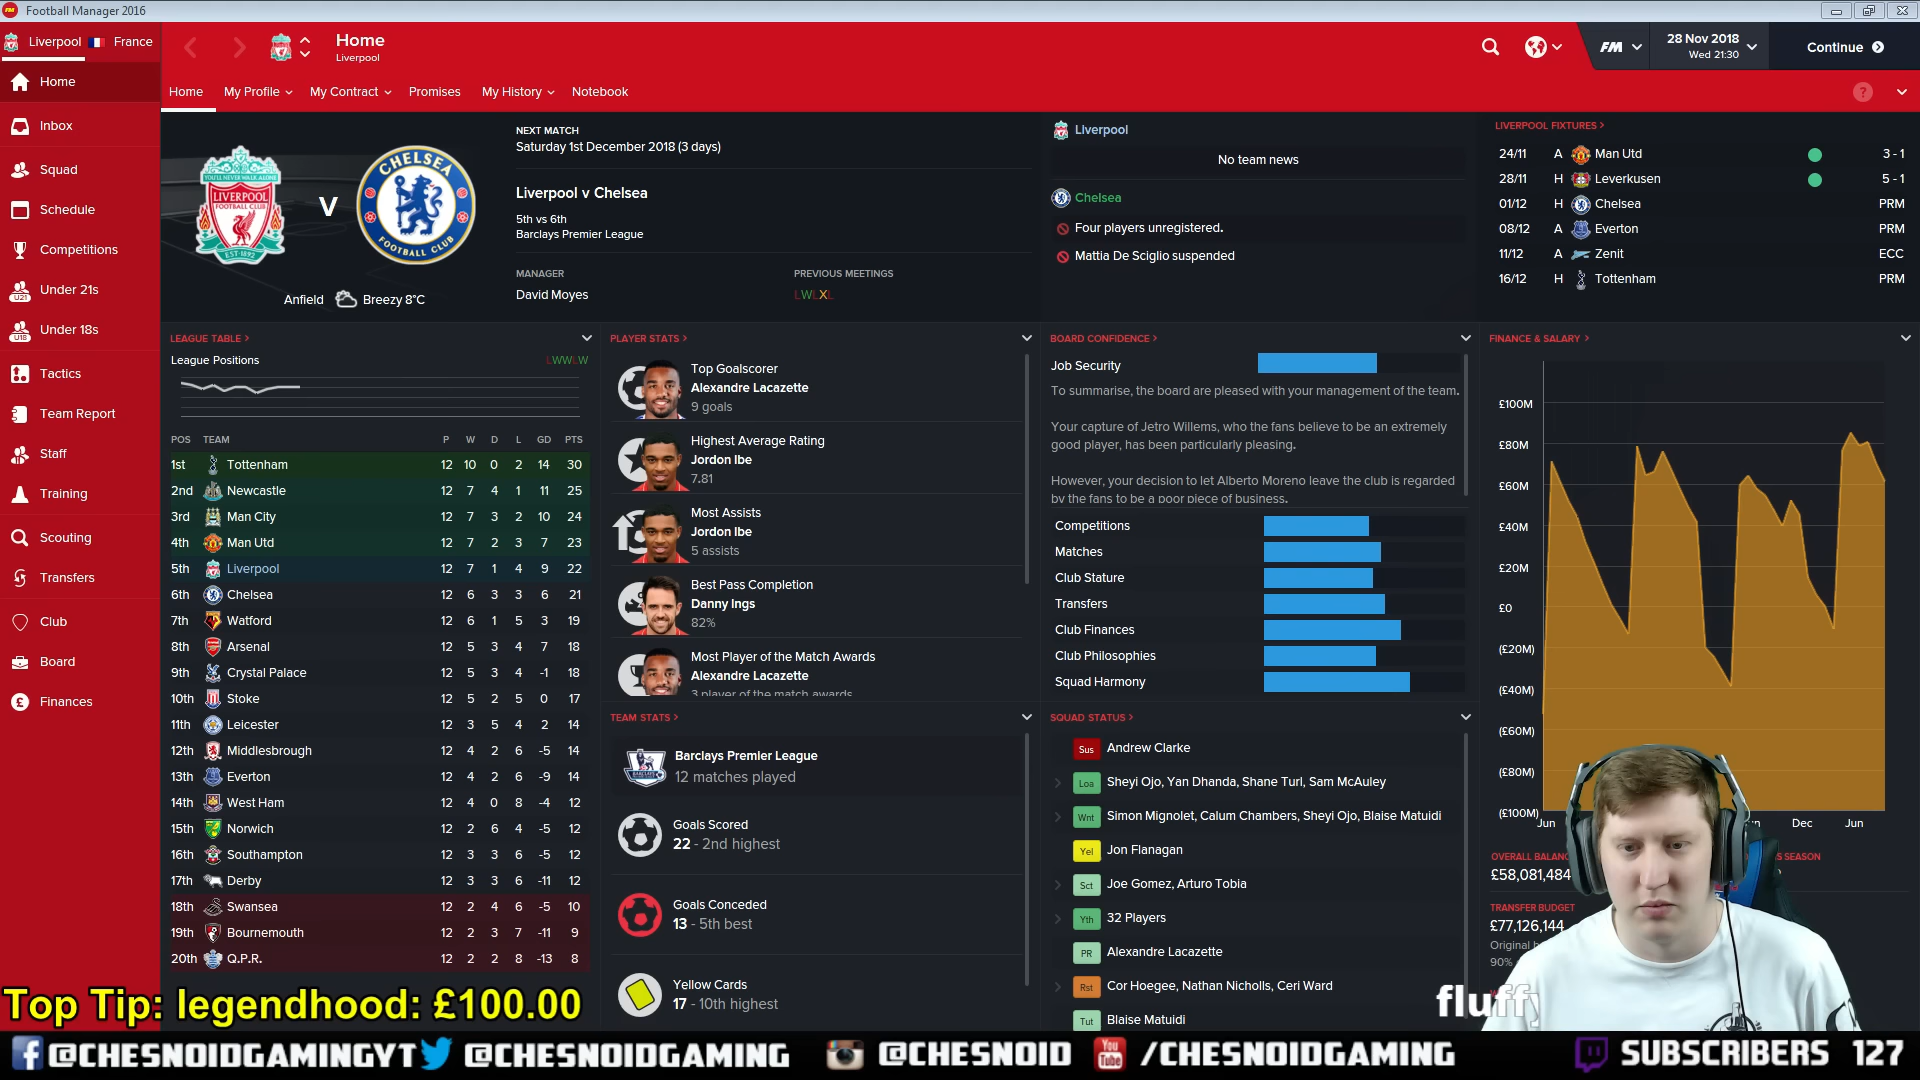 Football Manager 2016
Liverpool
France
Home
Liverpool
28 Nov 2018
Wed 21:30
FM
Continue
Home
Inbox
Squad
Schedule
Competitions
Under 21s
Under 18s
Tactics
Team Report
Staff
Training
Scouting
Transfers
Club
Board
Finances
Home My Profile My Contract Promises My History Notebook
V
Anfield Breezy 8°C
NEXT MATCH
Saturday 1st December 2018 (3 days)
Liverpool v Chelsea
5th vs 6th
Barclays Premier League
MANAGER
David Moyes
PREVIOUS MEETINGS
LWLXL
Liverpool
No team news
Chelsea
Four players unregistered.
Mattia De Sciglio suspended
LIVERPOOL FIXTURES >
24/11 A Man Utd 3 - 1
28/11 H Leverkusen 5 - 1
01/12 H Chelsea PRM
08/12 A Everton PRM
11/12 A Zenit ECC
16/12 H Tottenham PRM
LEAGUE TABLE >
League Positions LWWLW
POS TEAM P W D L GD PTS
1st Tottenham 12 10 0 2 14 30
2nd Newcastle 12 7 4 1 11 25
3rd Man City 12 7 3 2 10 24
4th Man Utd 12 7 2 3 7 23
5th Liverpool 12 7 1 4 9 22
6th Chelsea 12 6 3 3 6 21
7th Watford 12 6 1 5 3 19
8th Arsenal 12 5 3 4 7 18
9th Crystal Palace 12 5 3 4 -1 18
10th Stoke 12 5 2 5 0 17
11th Leicester 12 3 5 4 2 14
12th Middlesbrough 12 4 2 6 -5 14
13th Everton 12 4 2 6 -9 14
14th West Ham 12 4 0 8 -4 12
15th Norwich 12 2 6 4 -5 12
16th Southampton 12 3 3 6 -5 12
17th Derby 12 3 3 6 -11 12
18th Swansea 12 2 4 6 -5 10
19th Bournemouth 12 2 3 7 -11 9
20th Q.P.R. 12 2 2 8 -13 8
PLAYER STATS >
Top Goalscorer
Alexandre Lacazette
9 goals
Highest Average Rating
Jordon Ibe
7.81
Most Assists
Jordon Ibe
5 assists
Best Pass Completion
Danny Ings
82%
Most Player of the Match Awards
Alexandre Lacazette
3 player of the match awards
TEAM STATS >
Barclays Premier League
12 matches played
Goals Scored
22 - 2nd highest
Goals Conceded
13 - 5th best
Yellow Cards
17 - 10th highest
BOARD CONFIDENCE >
Job Security
To summarise, the board are pleased with your management of the team.
Your capture of Jetro Willems, who the fans believe to be an extremely
good player, has been particularly pleasing.
However, your decision to let Alberto Moreno leave the club is regarded
by the fans to be a poor piece of business.
Competitions
Matches
Club Stature
Transfers
Club Finances
Club Philosophies
Squad Harmony
SQUAD STATUS >
Sus Andrew Clarke
Loa Sheyi Ojo, Yan Dhanda, Shane Turl, Sam McAuley
Wnt Simon Mignolet, Calum Chambers, Sheyi Ojo, Blaise Matuidi
Yel Jon Flanagan
Sct Joe Gomez, Arturo Tobia
Yth 32 Players
PR Alexandre Lacazette
Rst Cor Hoegee, Nathan Nicholls, Ceri Ward
Tut Blaise Matuidi
FINANCE & SALARY >
£100M
£80M
£60M
£40M
£20M
£0
(£20M)
(£40M)
(£60M)
(£80M)
(£100M)
Jun Dec Jun
OVERALL SEASON
£58,081,484
TRANSFER BUDGET
£77,126,144
Original
90%
Top Tip: legendhood: £100.00
fluffy
@CHESNOIDGAMINGYT @CHESNOIDGAMING @CHESNOID You Tube /CHESNOIDGAMING SUBSCRIBERS 127